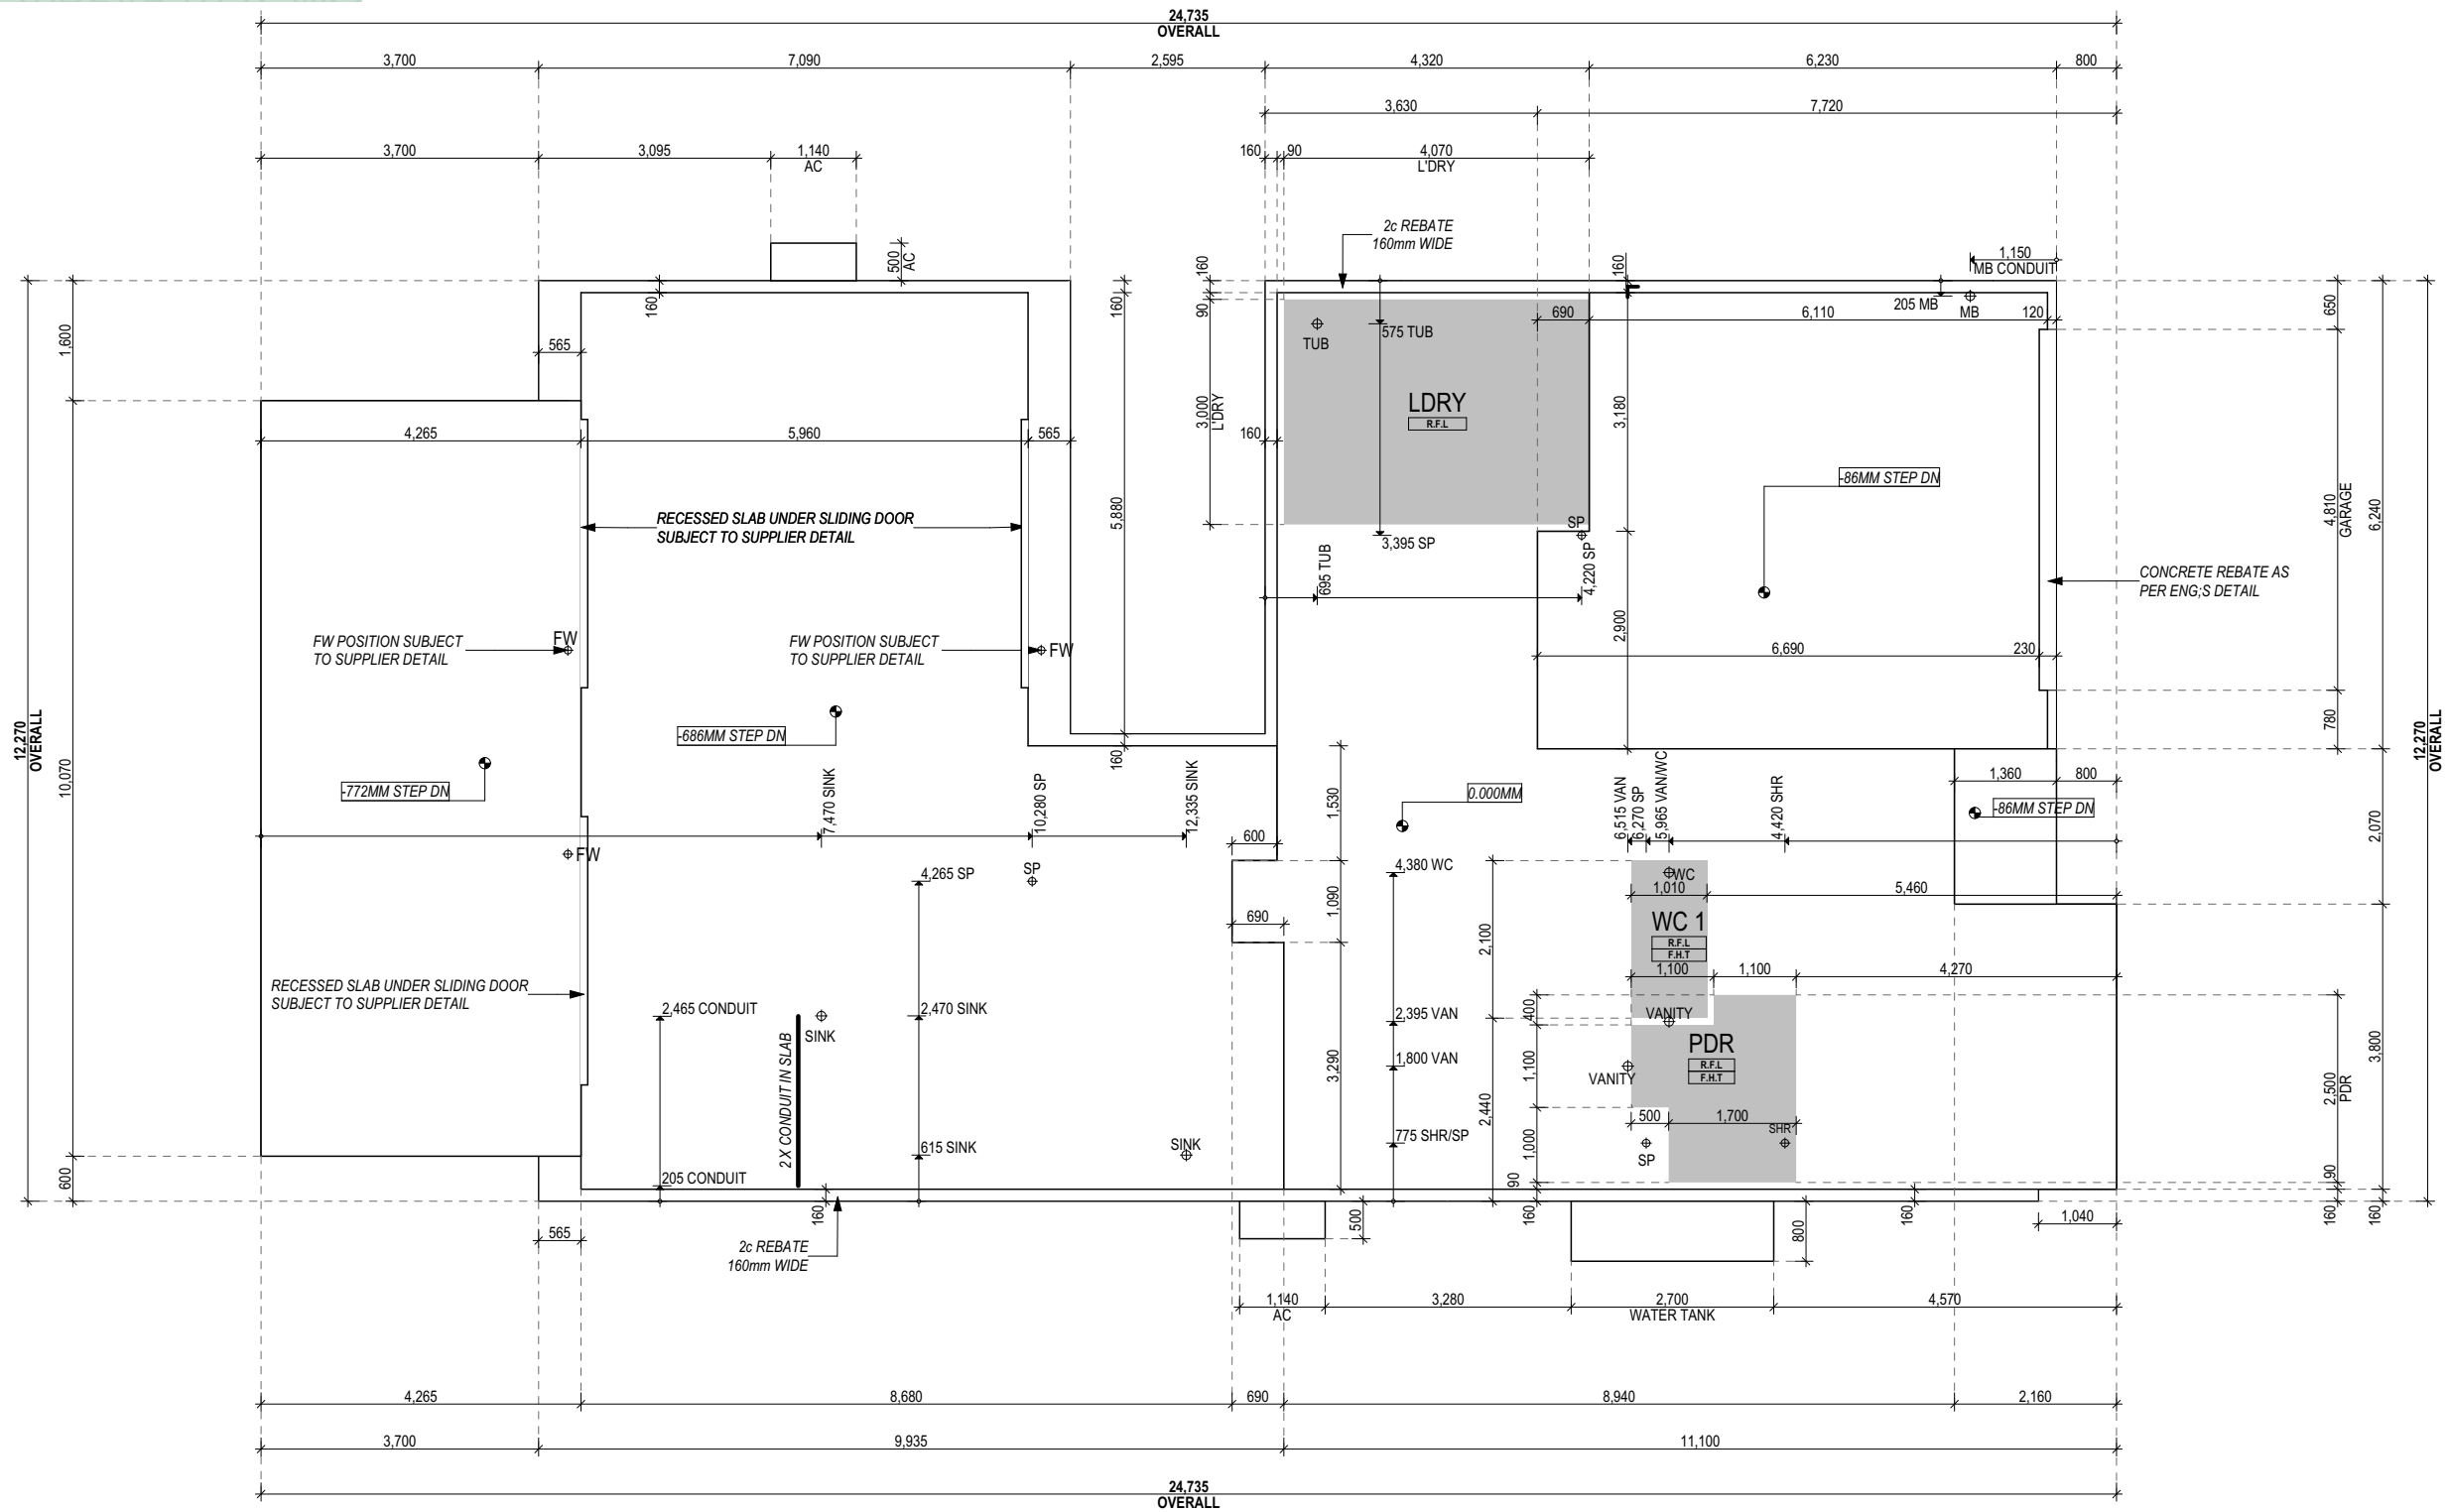 24,735
OVERALL
3,700
7,090
2,595
4,320
6,230
800
3,630
7,720
3,700
3,095
1,140
AC
160
90
4,070
L'DRY
2c REBATE
160mm WIDE
500
AC
160
160
160
90
160
1,150
MB CONDUIT
205 MB
MB
650
1,600
565
575 TUB
TUB
690
6,110
120
LDRY
R.F.L
3,000
L'DRY
3,180
4,265
5,960
565
160
-86MM STEP DN
RECESSED SLAB UNDER SLIDING DOOR
SUBJECT TO SUPPLIER DETAIL
5,880
SP
3,395 SP
695 TUB
4,220 SP
4,810
GARAGE
6,240
CONCRETE REBATE AS
PER ENG;S DETAIL
FW POSITION SUBJECT
TO SUPPLIER DETAIL
FW
FW POSITION SUBJECT
TO SUPPLIER DETAIL
FW
2,900
6,690
230
12,270
OVERALL
10,070
-686MM STEP DN
-772MM STEP DN
160
780
12,270
OVERALL
7,470 SINK
10,280 SP
12,335 SINK
1,530
0.000MM
6,515 VAN
6,270 SP
5,965 VAN/WC
4,420 SHR
1,360
800
-86MM STEP DN
2,070
600
FW
4,265 SP
SP
4,380 WC
WC
1,010
5,460
690
1,090
2,100
WC 1
R.F.L
F.H.T
1,100
1,100
4,270
RECESSED SLAB UNDER SLIDING DOOR
SUBJECT TO SUPPLIER DETAIL
2,465 CONDUIT
2X CONDUIT IN SLAB
SINK
2,470 SINK
2,395 VAN
400
VANITY
PDR
R.F.L
F.H.T
3,290
1,800 VAN
1,100
VANITY
2,500
PDR
3,800
2,440
500
1,700
775 SHR/SP
1,000
SHR
SP
615 SINK
SINK
205 CONDUIT
600
90
90
160
160
160
160
160
565
2c REBATE
160mm WIDE
500
800
1,040
1,140
AC
3,280
2,700
WATER TANK
4,570
4,265
8,680
690
8,940
2,160
3,700
9,935
11,100
24,735
OVERALL